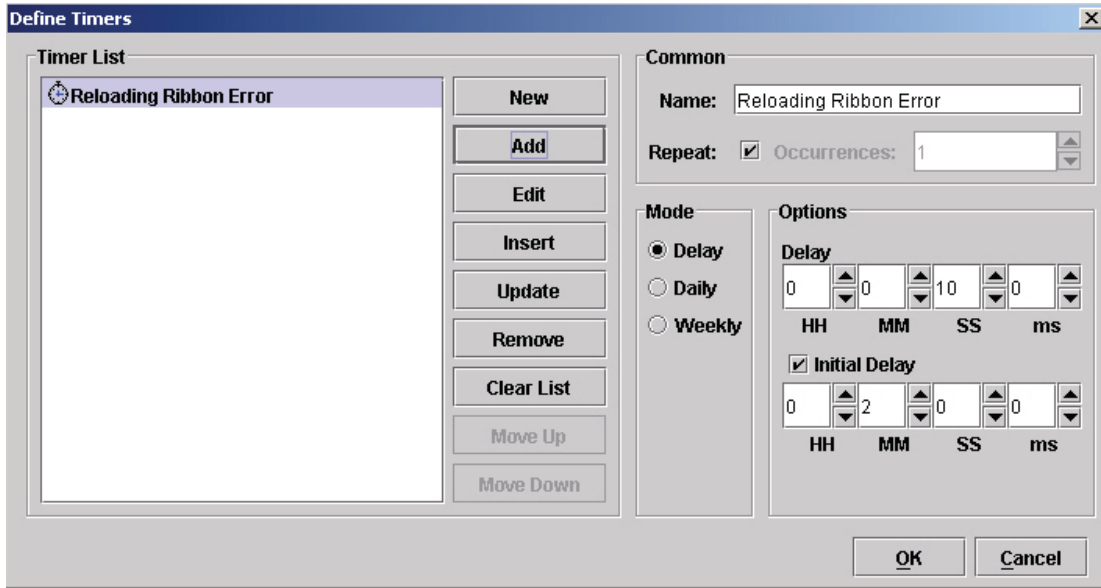 Define Timers
Timer List
Reloading Ribbon Error
New
Add
Edit
Insert
Update
Remove
Clear List
Move Up
Move Down
Common
Name: Reloading Ribbon Error
Repeat: Occurrences: 1
Mode
Delay
Daily
Weekly
Options
Delay
0 0 10 0
HH MM SS ms
Initial Delay
0 2 0 0
HH MM SS ms
OK Cancel